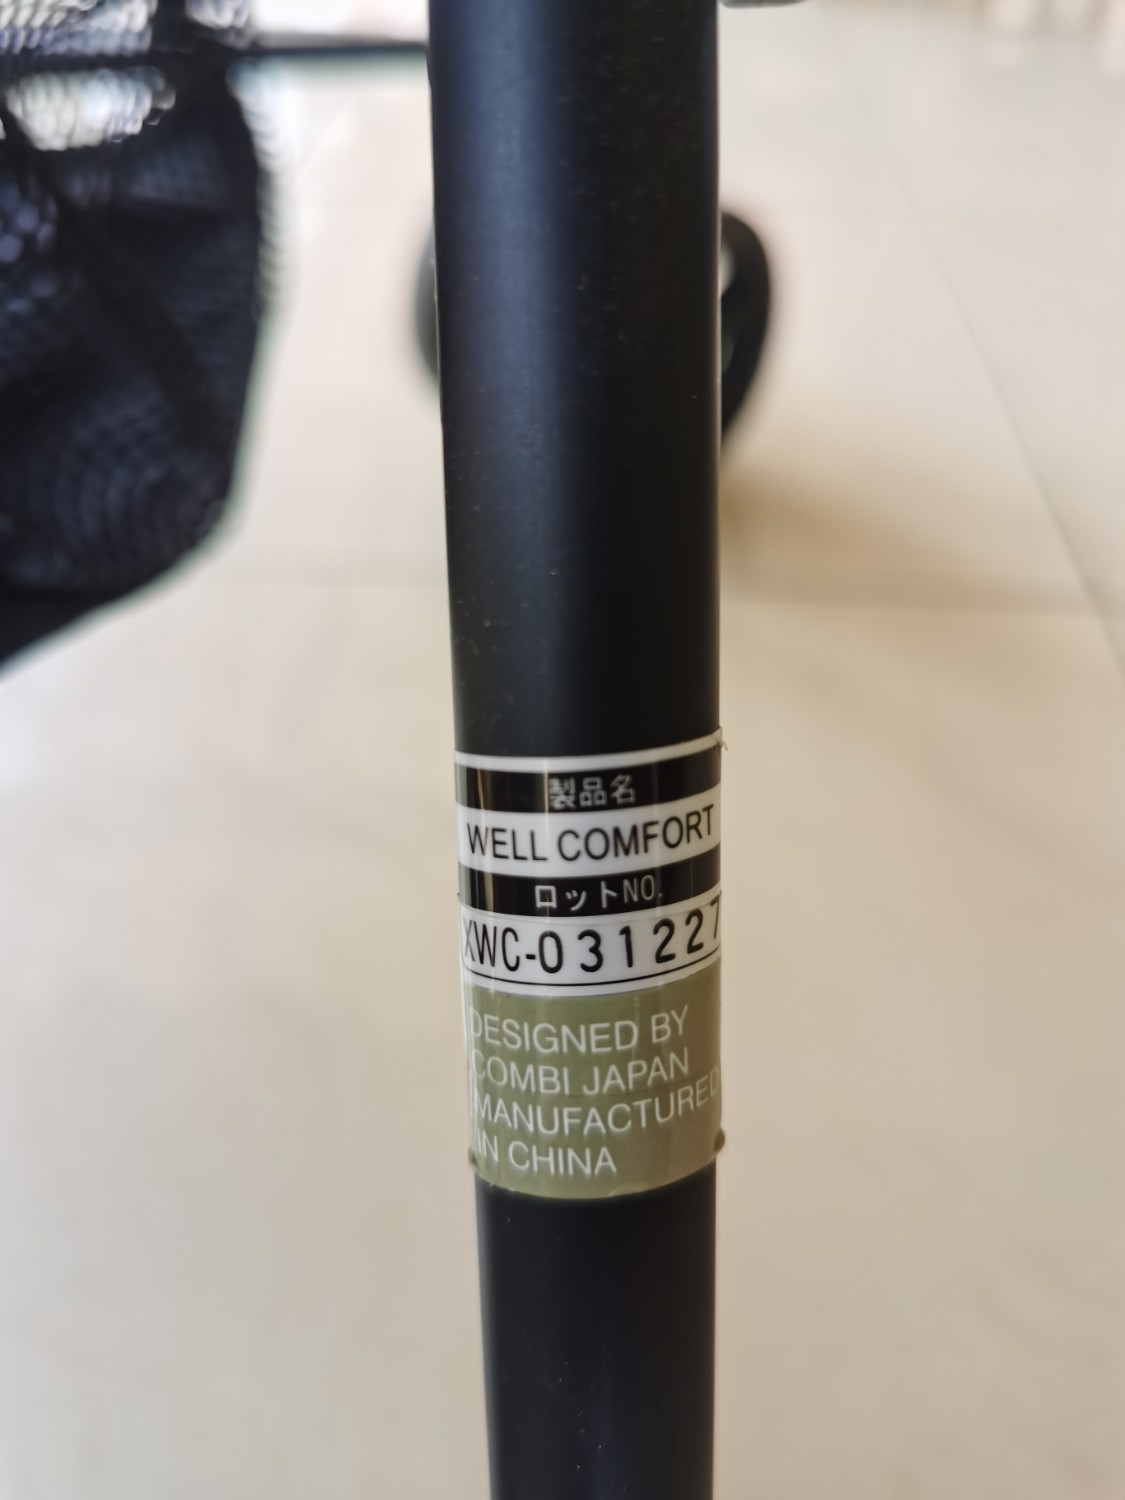 製品名
WELL COMFORT
ロットNO.
XWC-031227
DESIGNED BY
COMBI JAPAN
MANUFACTURED
IN CHINA